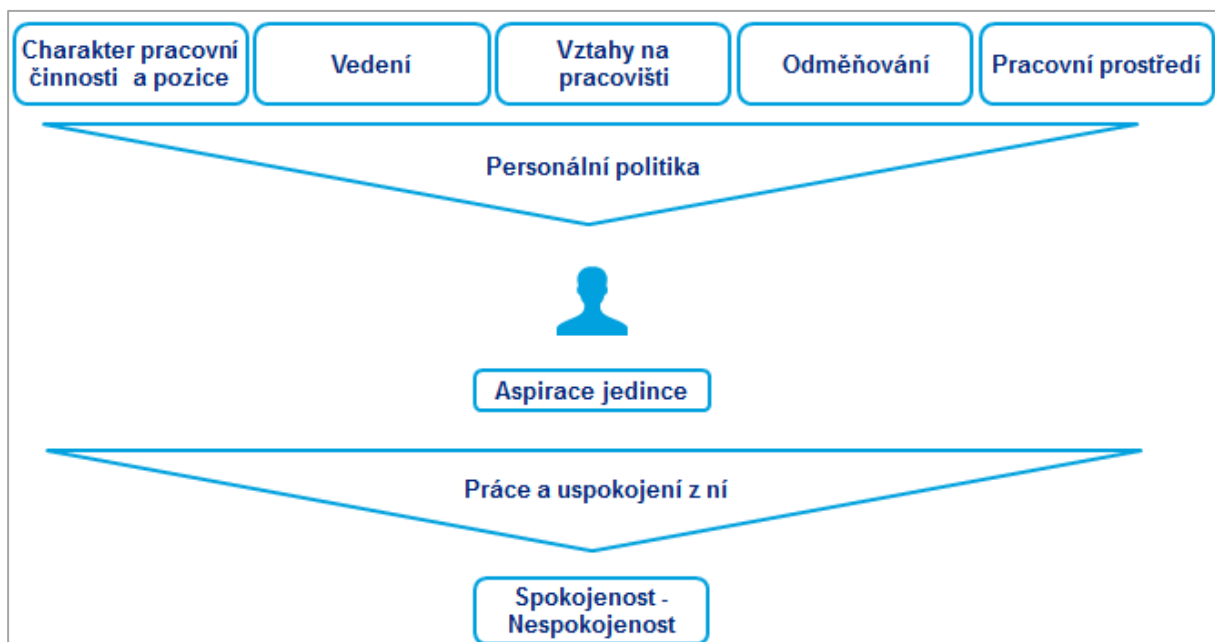 Charakter pracovní
činnosti a pozice
Vedení
Vztahy na
pracovišti
Odměňování
Pracovní prostředí
Personální politika
Aspirace jedince
Práce a uspokojení z ní
Spokojenost -
Nespokojenost